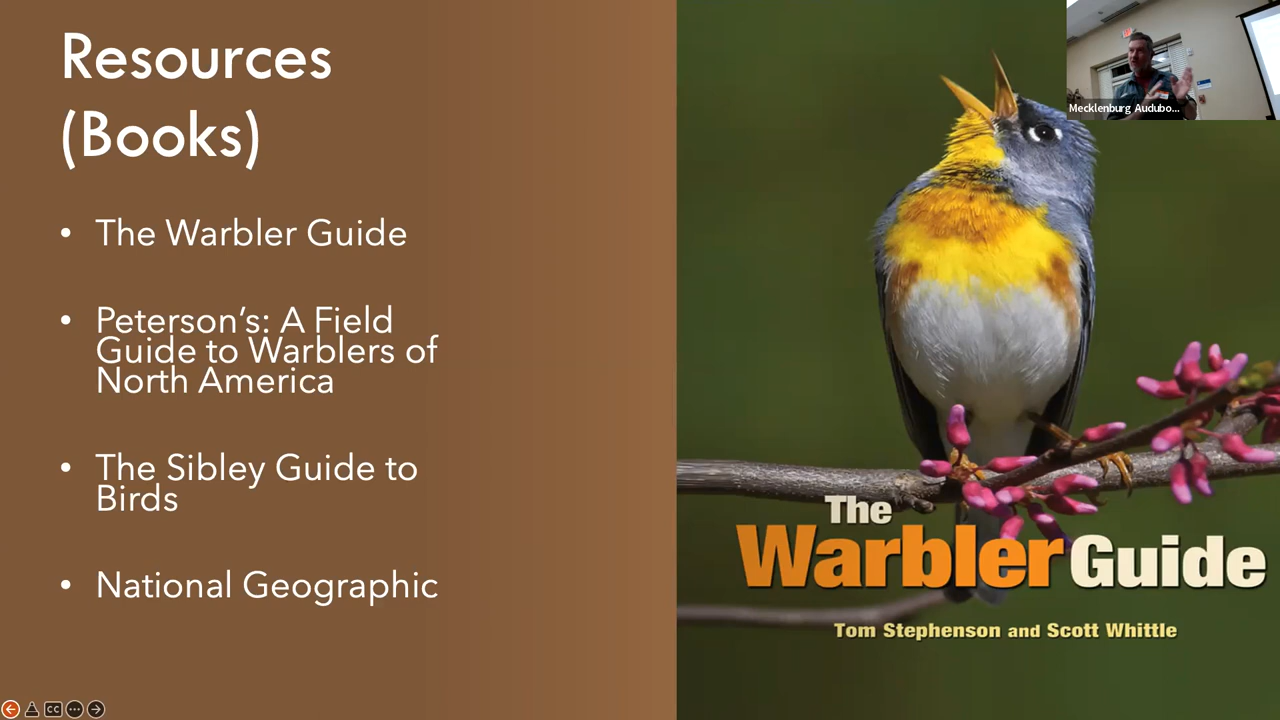 Resources
(Books)
• The Warbler Guide
• Peterson's: A Field
Guide to Warblers of
North America
• The Sibley Guide to
Birds
• National Geographic
Mecklenburg Audubo...
The
Warbler Guide
Tom Stephenson and Scott Whittle
CC